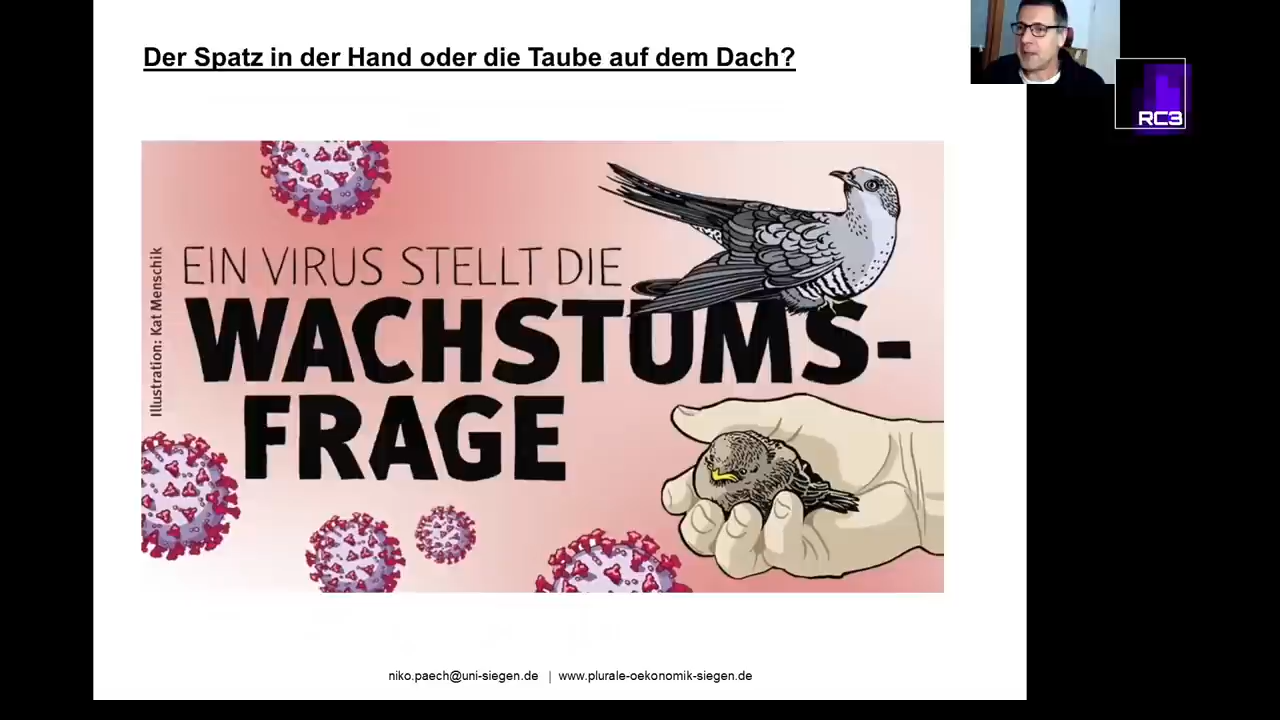 Der Spatz in der Hand oder die Taube auf dem Dach?
RC3
EIN VIRUS STELLT DIE
WACHSTUMS-
FRAGE
Illustration: Kat Menschik
niko.paech@uni-siegen.de | www.plurale-oekonomik-siegen.de